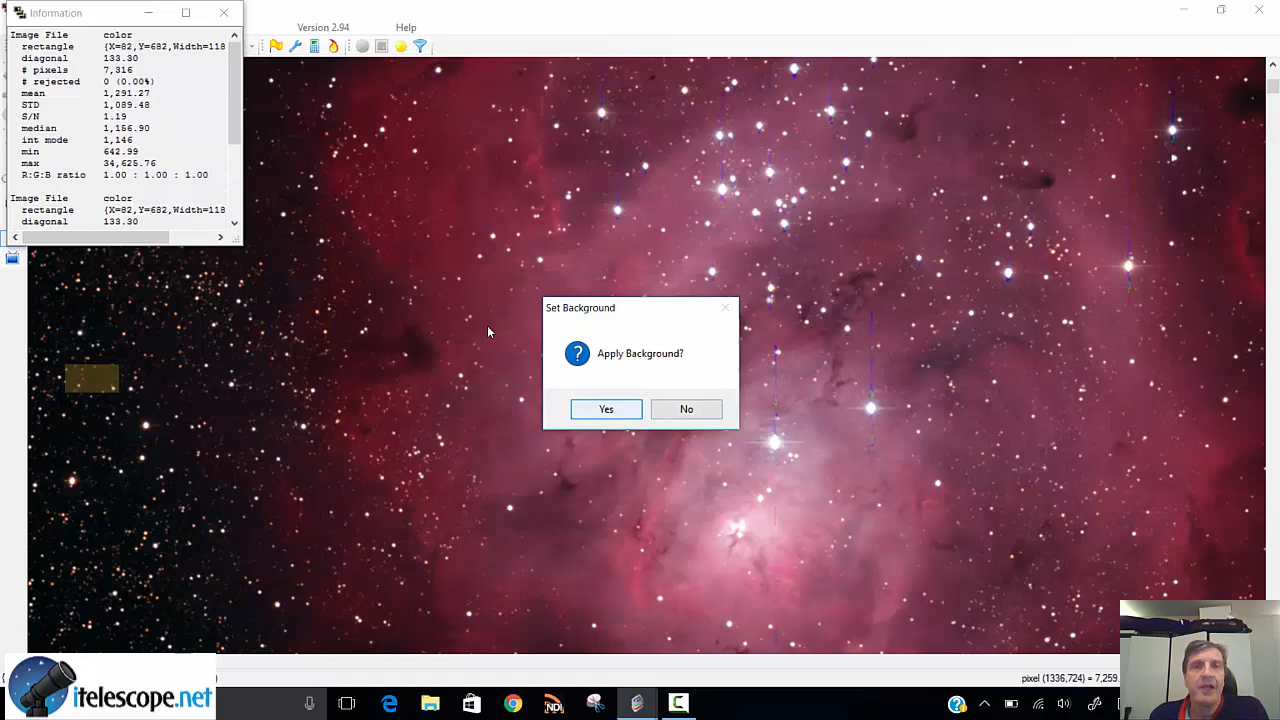 Information
Image File color
rectangle {X=82,Y=682,Width=118
diagonal 133.30
# pixels 7,316
# rejected 0 (0.00%)
mean 1,291.27
STD 1,089.48
S/N 1.19
median 1,156.90
int mode 1,146
min 642.99
max 34,625.76
R:G:B ratio 1.00 : 1.00 : 1.00
Image File color
rectangle {X=82,Y=682,Width=118
diagonal 133.30
Version 2.94 Help
Set Background
Apply Background?
Yes No
pixel (1336,724) = 7,259.
itelescope.net
NDI